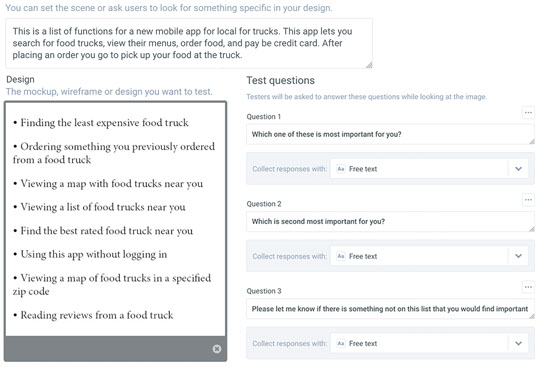 You can set the scene or ask users to look for something specific in your design.
This is a list of functions for a new mobile app for local for trucks. This app lets you
search for food trucks, view their menus, order food, and pay be credit card. After
placing an order you go to pick up your food at the truck.
Design
The mockup, wireframe or design you want to test.
• Finding the least expensive food truck
• Ordering something you previously ordered
from a food truck
• Viewing a map with food trucks near you
• Viewing a list of food trucks near you
• Find the best rated food truck near you
• Using this app without logging in
• Viewing a map of food trucks in a specified
zip code
• Reading reviews from a food truck
Test questions
Testers will be asked to answer these questions while looking at the image.
Question 1
Which one of these is most important for you?
Collect responses with: Aa Free text
Question 2
Which is second most important for you?
Collect responses with: Aa Free text
Question 3
Please let me know if there is something not on this list that you would find important
Collect responses with: Aa Free text